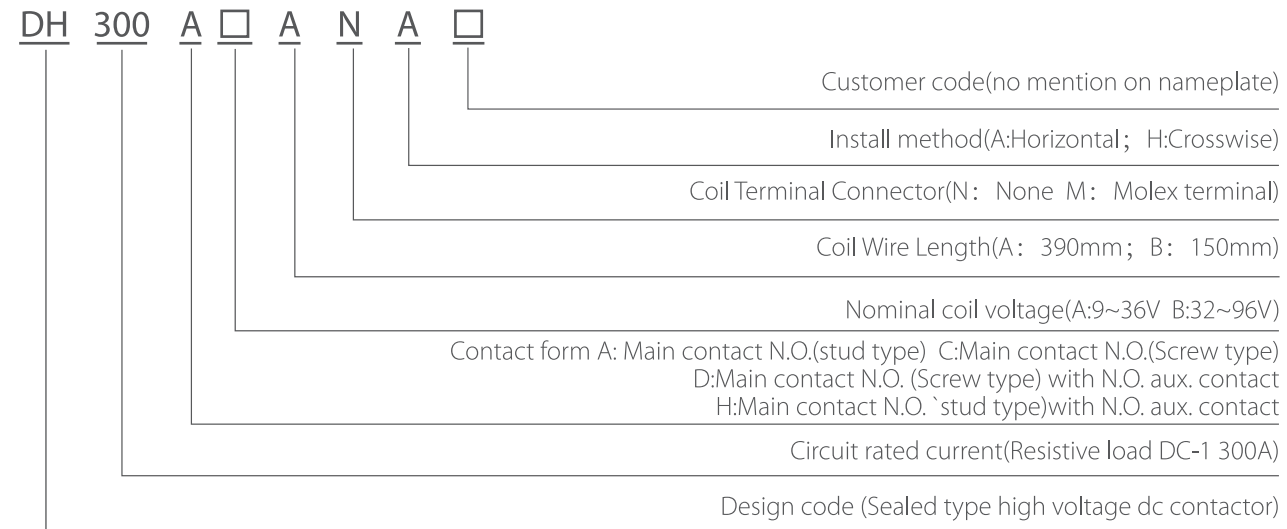 DH 300 A □ A N A □
Customer code(no mention on nameplate)
Install method(A:Horizontal; H:Crosswise)
Coil Terminal Connector(N: None M: Molex terminal)
Coil Wire Length(A: 390mm; B: 150mm)
Nominal coil voltage(A:9~36V B:32~96V)
Contact form A: Main contact N.O.(stud type) C:Main contact N.O.(Screw type)
D:Main contact N.O. (Screw type) with N.O. aux. contact
H:Main contact N.O. `stud type)with N.O. aux. contact
Circuit rated current(Resistive load DC-1 300A)
Design code (Sealed type high voltage dc contactor)